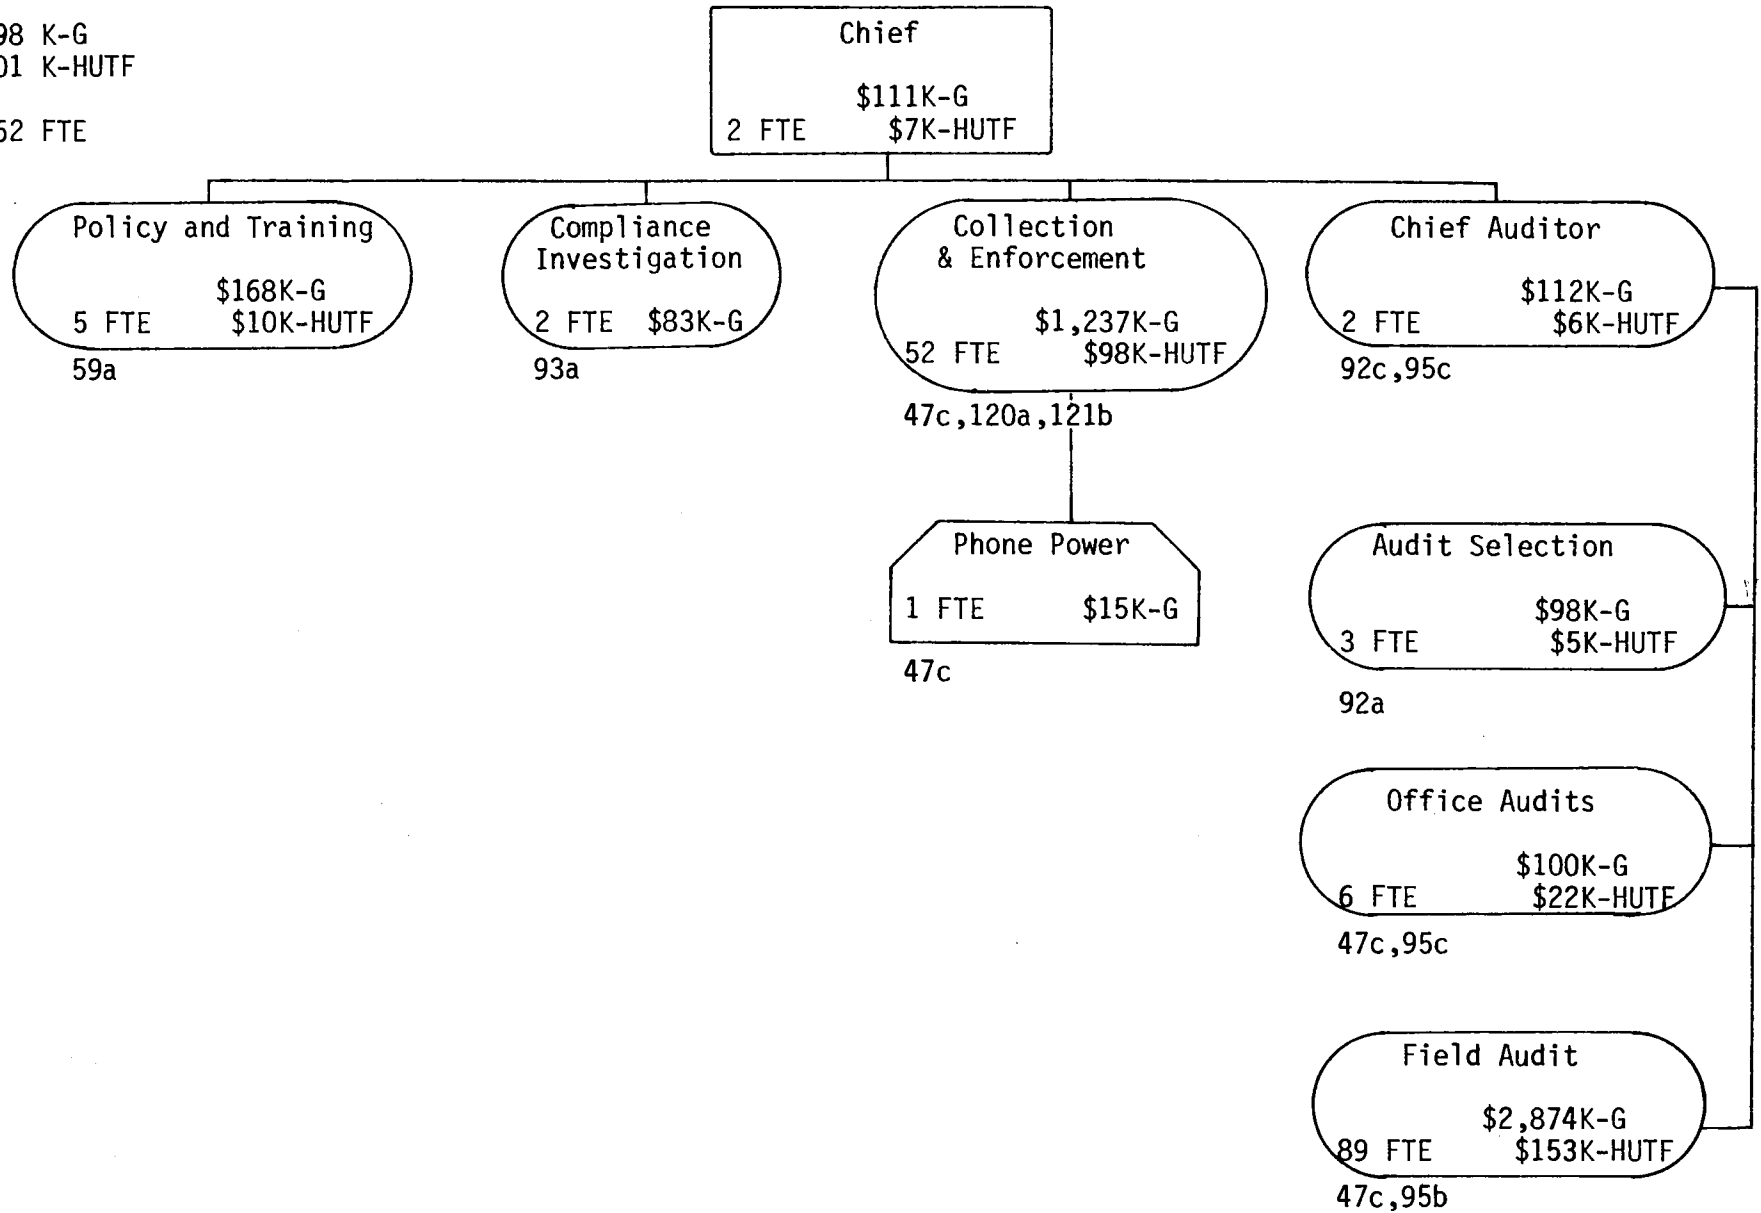 98 K-G
01 K-HUTF
52 FTE
Chief
$111K-G
2 FTE $7K-HUTF
Policy and Training
$168K-G
5 FTE $10K-HUTF
59a
Compliance
Investigation
2 FTE $83K-G
93a
Collection
& Enforcement
$1,237K-G
52 FTE $98K-HUTF
47c,120a,121b
Phone Power
1 FTE $15K-G
47c
Chief Auditor
$112K-G
2 FTE $6K-HUTF
92c,95c
Audit Selection
$98K-G
3 FTE $5K-HUTF
92a
Office Audits
$100K-G
6 FTE $22K-HUTF
47c,95c
Field Audit
$2,874K-G
89 FTE $153K-HUTF
47c,95b